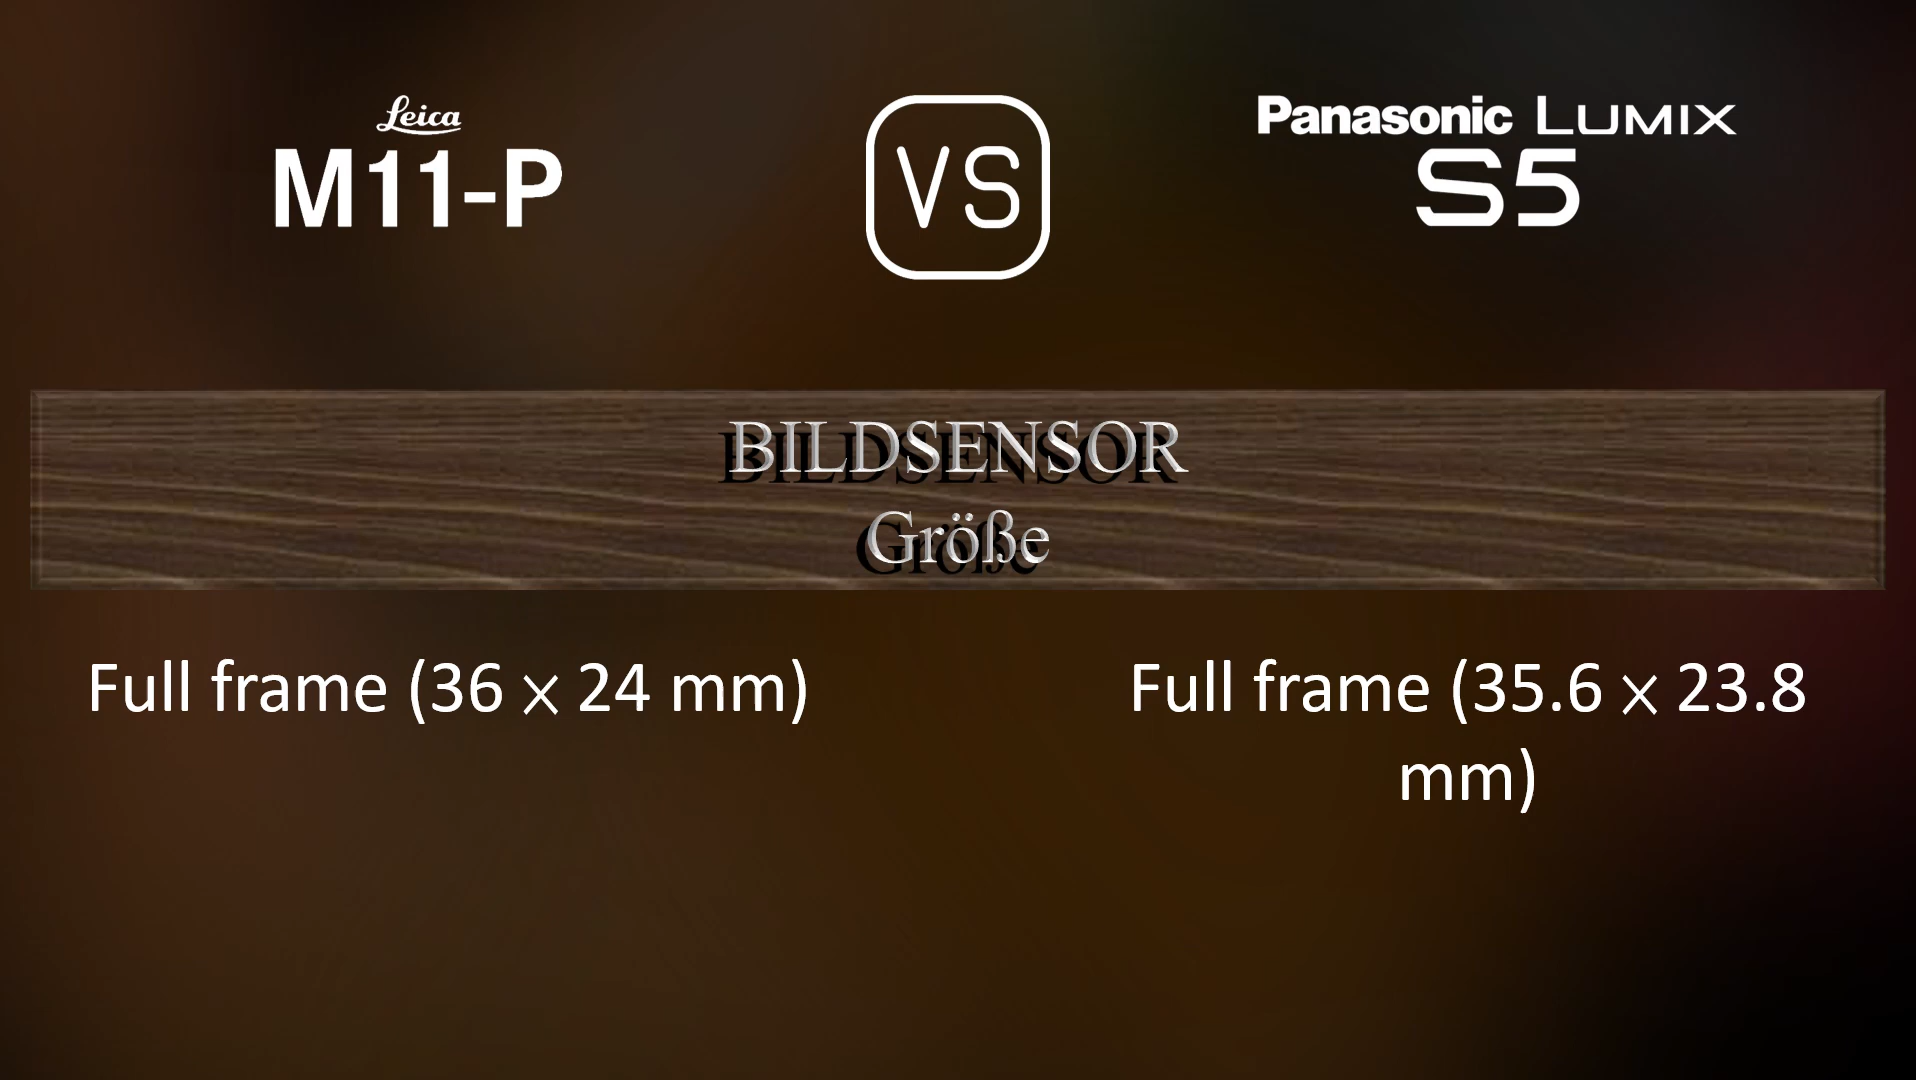 Leica
M11-P
VS
Panasonic LUMIX
S5
BILDSENSOR
Größe
Full frame (36 x 24 mm)
Full frame (35.6 x 23.8
mm)